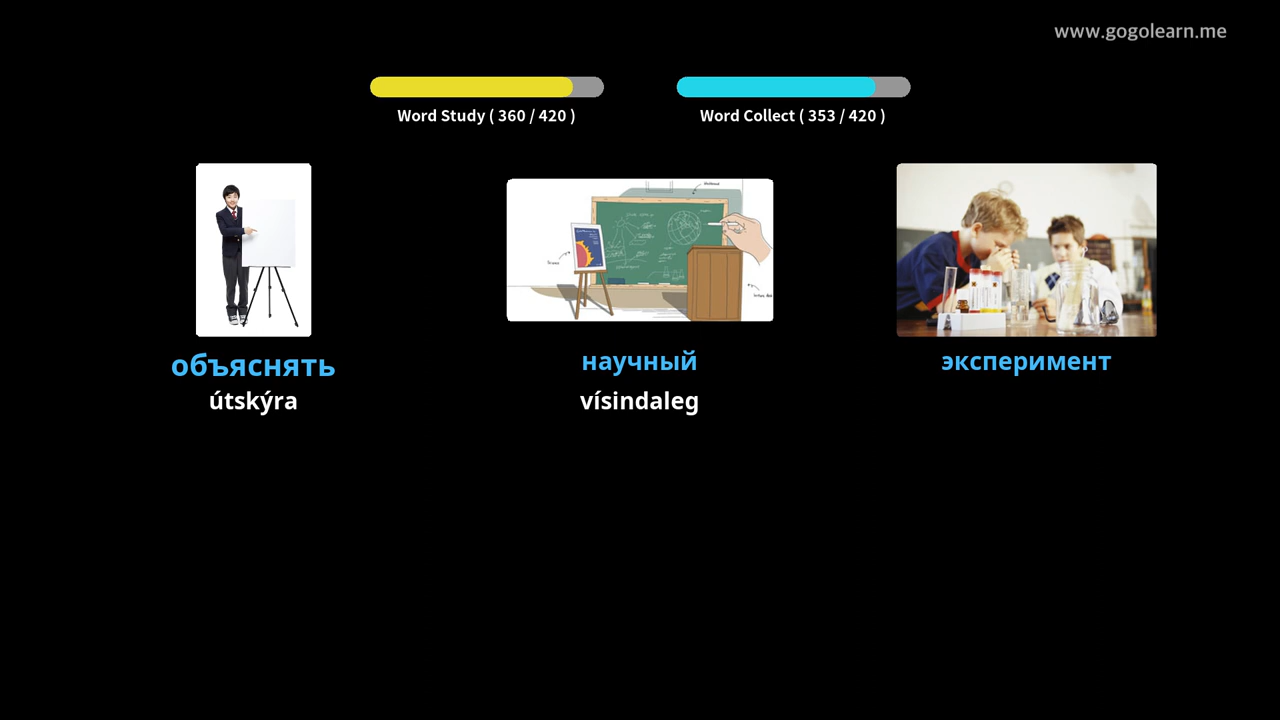 www.gogolearn.me
Word Study ( 360 / 420 )
Word Collect ( 353 / 420 )
объяснять
научный
эксперимент
útskýra
vísindaleg